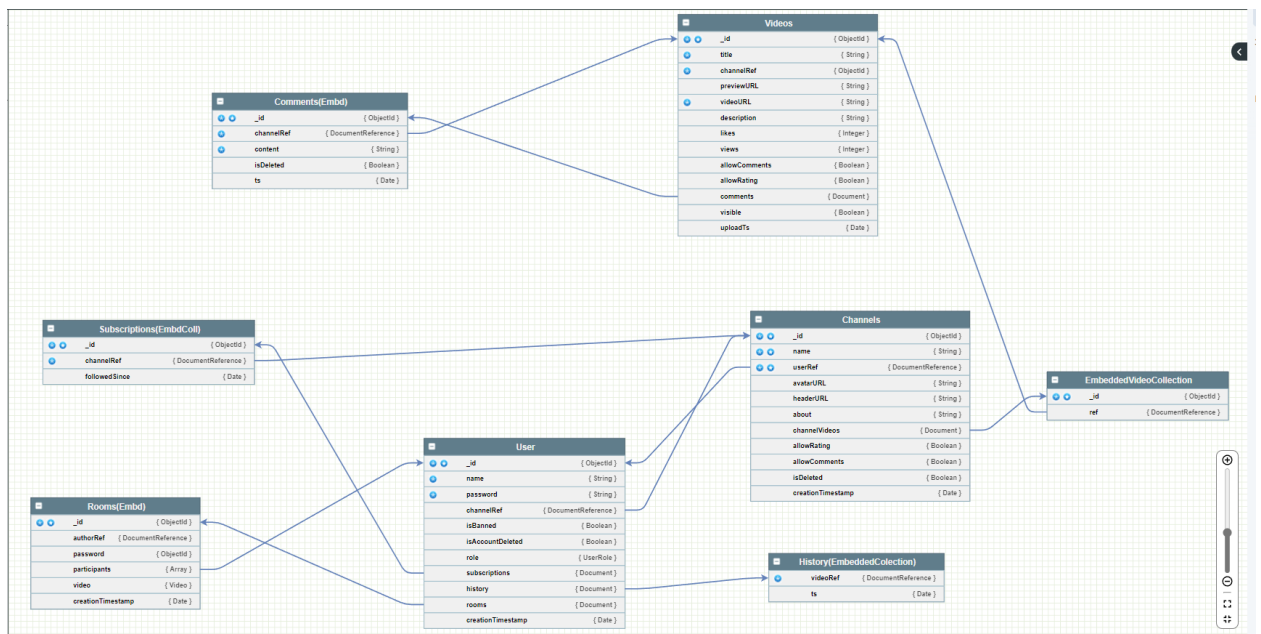 Videos
_id { ObjectId }
title { String }
channelRef { ObjectId }
previewURL { String }
videoURL { String }
description { String }
likes { Integer }
views { Integer }
allowComments { Boolean }
allowRating { Boolean }
comments { Document }
visible { Boolean }
uploadTs { Date }
Comments(Embd)
_id { ObjectId }
channelRef { DocumentReference }
content { String }
isDeleted { Boolean }
ts { Date }
Subscriptions(EmbdColl)
_id { ObjectId }
channelRef { DocumentReference }
followedSince { Date }
Channels
_id { ObjectId }
name { String }
userRef { DocumentReference }
avatarURL { String }
headerURL { String }
about { String }
channelVideos { Document }
allowRating { Boolean }
allowComments { Boolean }
isDeleted { Boolean }
creationTimestamp { Date }
EmbeddedVideoCollection
_id { ObjectId }
ref { DocumentReference }
User
_id { ObjectId }
name { String }
password { String }
channelRef { DocumentReference }
isBanned { Boolean }
isAccountDeleted { Boolean }
role { UserRole }
subscriptions { Document }
history { Document }
rooms { Document }
creationTimestamp { Date }
Rooms(Embd)
_id { ObjectId }
authorRef { DocumentReference }
password { ObjectId }
participants { Array }
video { Video }
creationTimestamp { Date }
History(EmbeddedColection)
videoRef { DocumentReference }
ts { Date }